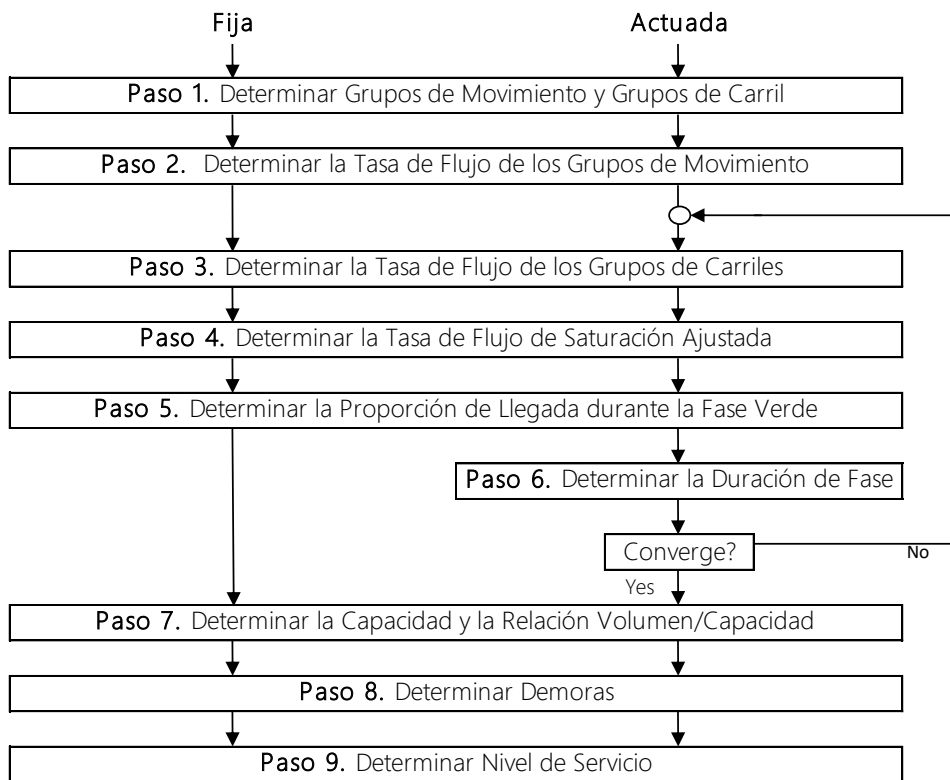 Fija
Actuada
Paso 1. Determinar Grupos de Movimiento y Grupos de Carril
Paso 2. Determinar la Tasa de Flujo de los Grupos de Movimiento
Paso 3. Determinar la Tasa de Flujo de los Grupos de Carriles
Paso 4. Determinar la Tasa de Flujo de Saturación Ajustada
Paso 5. Determinar la Proporción de Llegada durante la Fase Verde
Paso 6. Determinar la Duración de Fase
Converge?
No
Yes
Paso 7. Determinar la Capacidad y la Relación Volumen/Capacidad
Paso 8. Determinar Demoras
Paso 9. Determinar Nivel de Servicio